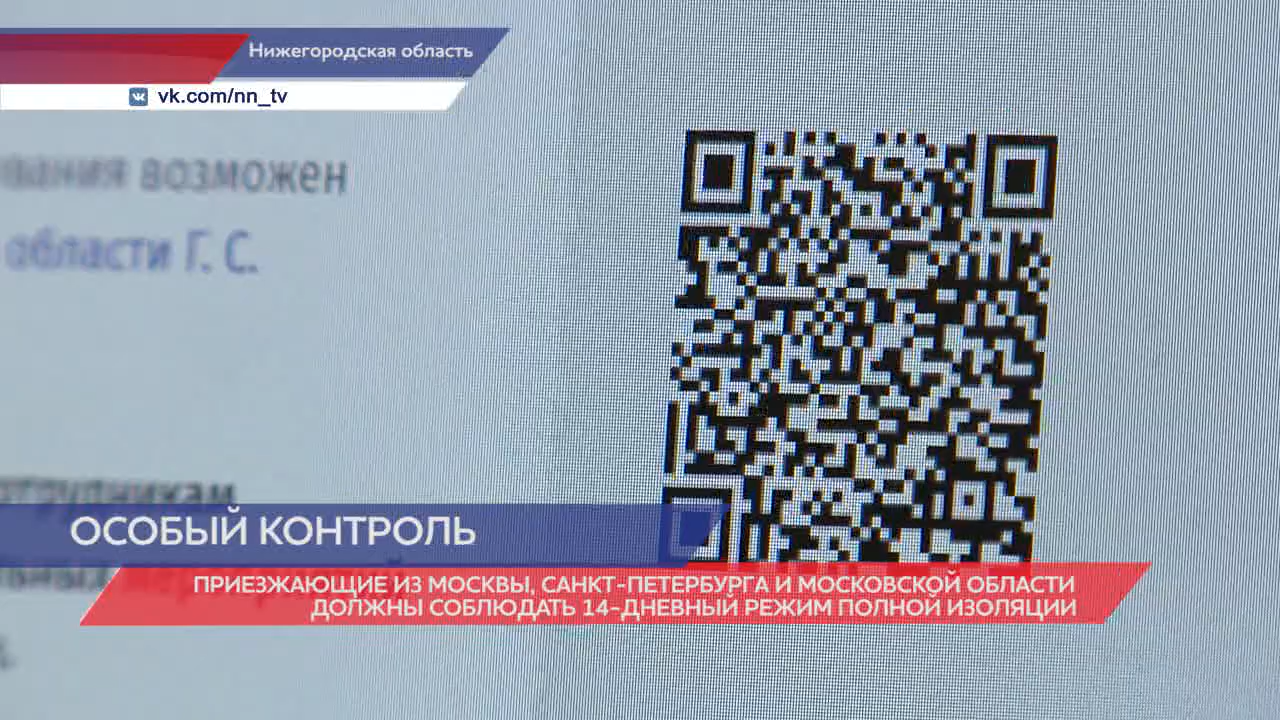 Нижегородская область
vk.com/nn_tv
возможен
области Г. С.
ОСОБЫЙ КОНТРОЛЬ
ПРИЕЗЖАЮЩИЕ ИЗ МОСКВЫ, САНКТ-ПЕТЕРБУРГА И МОСКОВСКОЙ ОБЛАСТИ
ДОЛЖНЫ СОБЛЮДАТЬ 14-ДНЕВНЫЙ РЕЖИМ ПОЛНОЙ ИЗОЛЯЦИИ